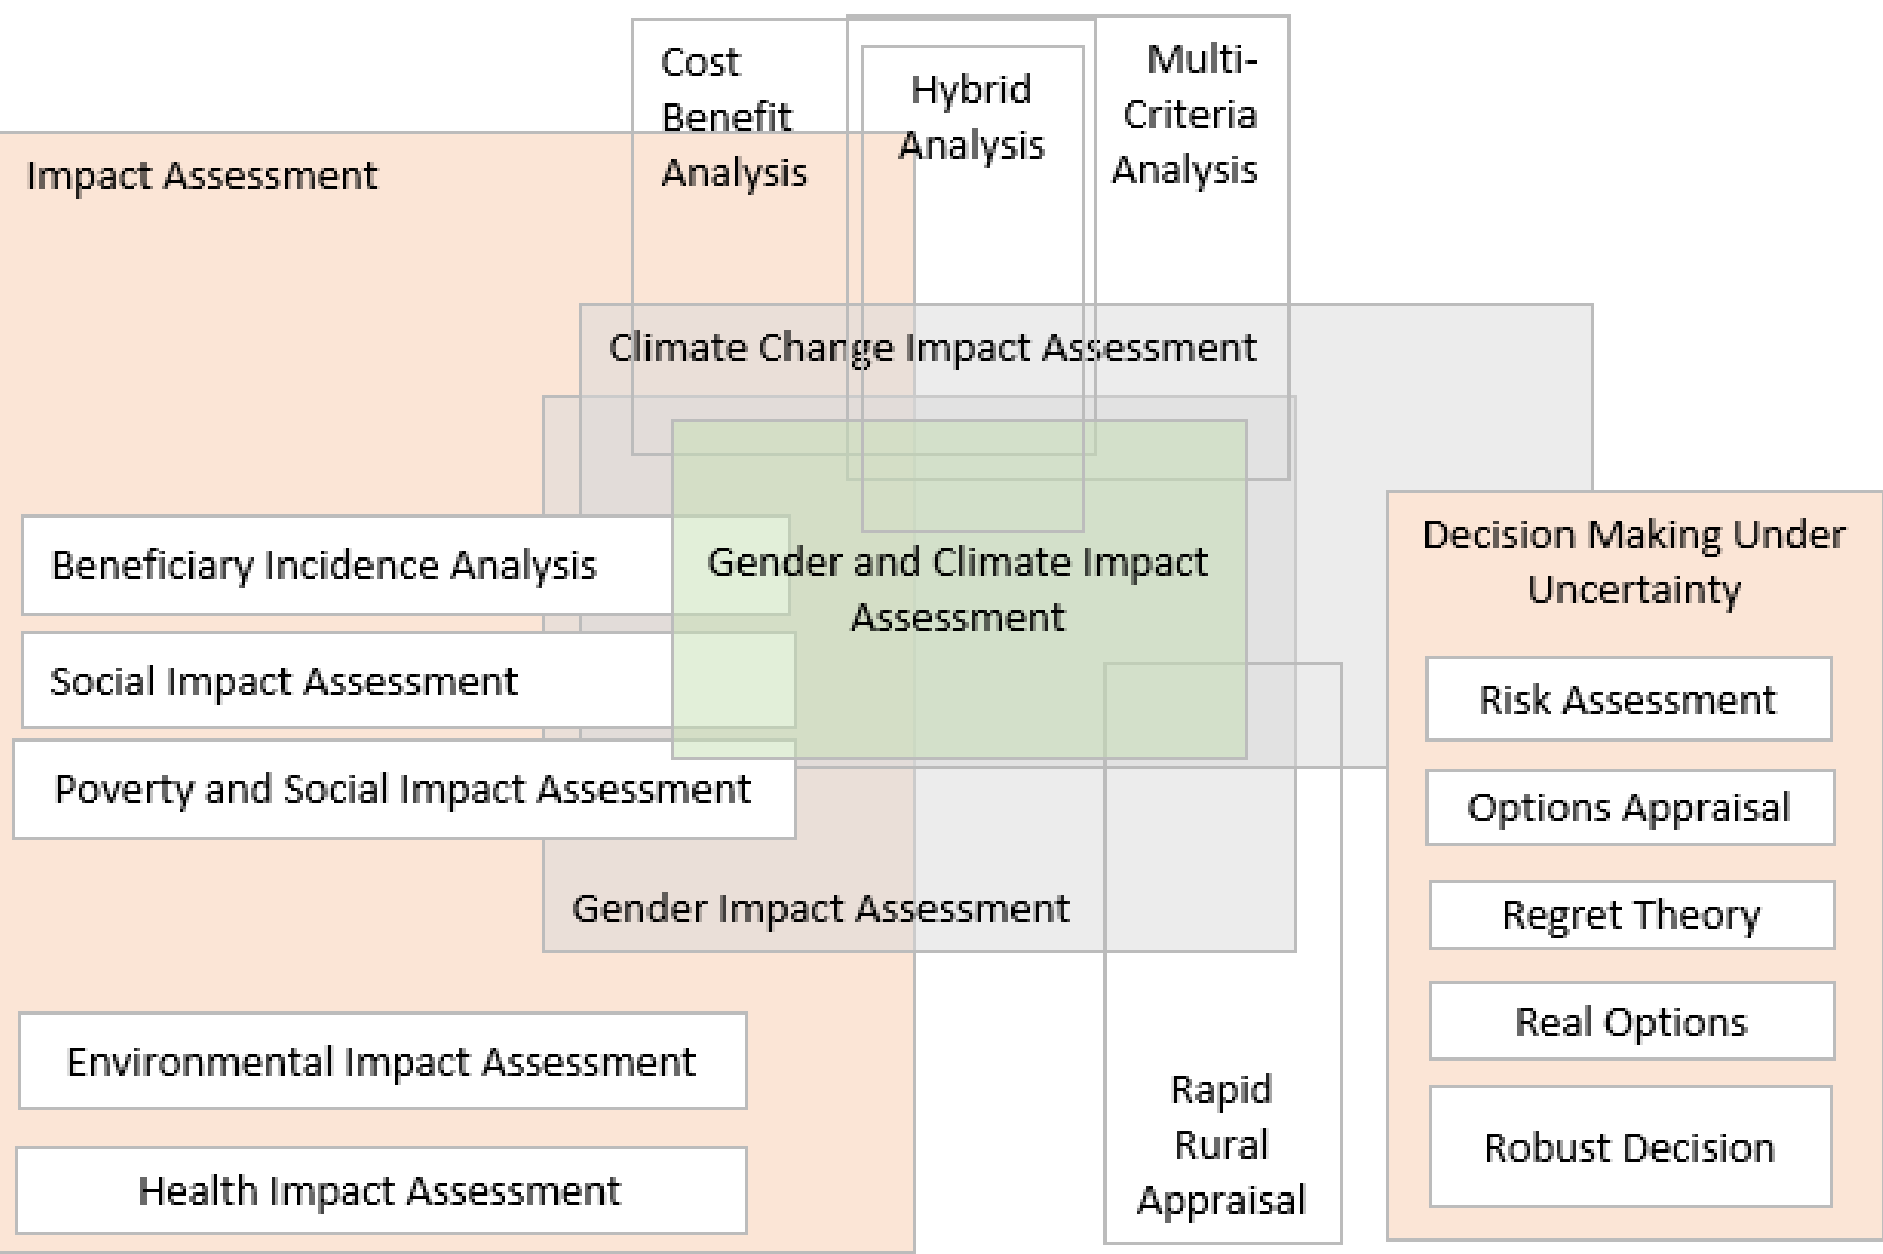 Cost
Benefit
Analysis
Hybrid
Analysis
Multi-
Criteria
Analysis
Impact Assessment
Climate Change Impact Assessment
Beneficiary Incidence Analysis
Gender and Climate Impact
Assessment
Social Impact Assessment
Poverty and Social Impact Assessment
Gender Impact Assessment
Environmental Impact Assessment
Health Impact Assessment
Rapid
Rural
Appraisal
Decision Making Under
Uncertainty
Risk Assessment
Options Appraisal
Regret Theory
Real Options
Robust Decision